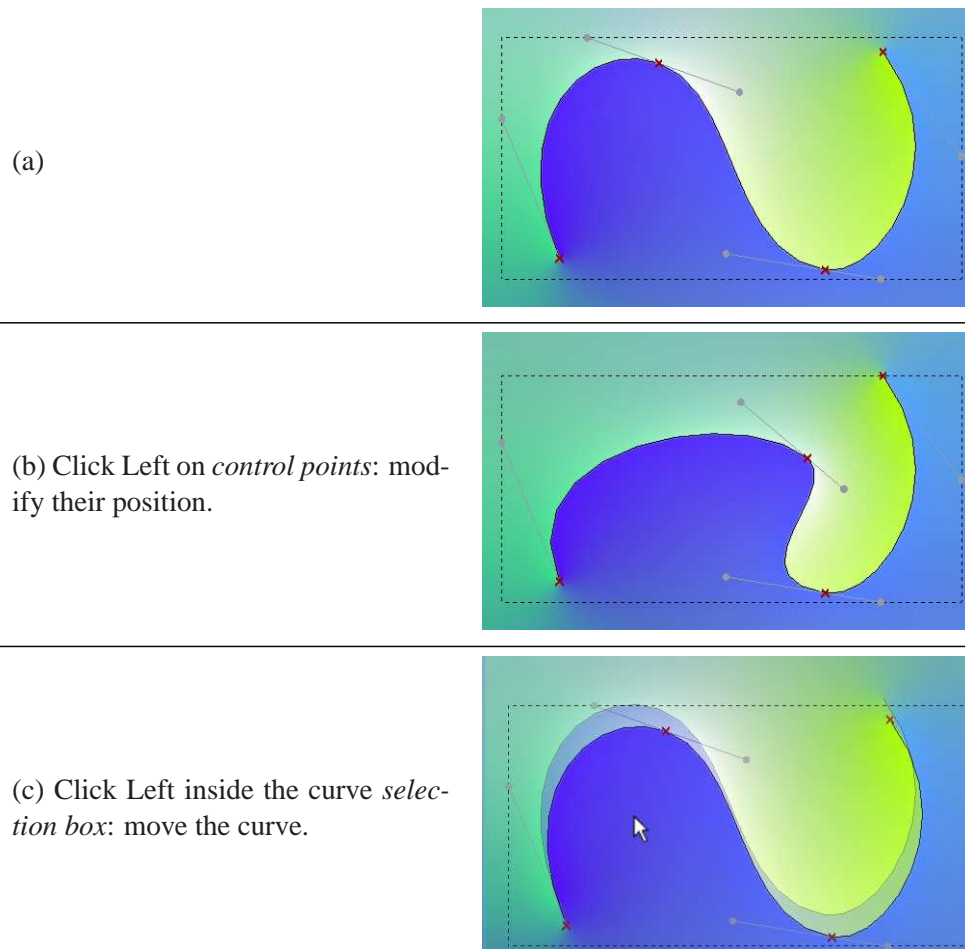 (a)
(b) Click Left on control points: mod-
ify their position.
(c) Click Left inside the curve selec-
tion box: move the curve.